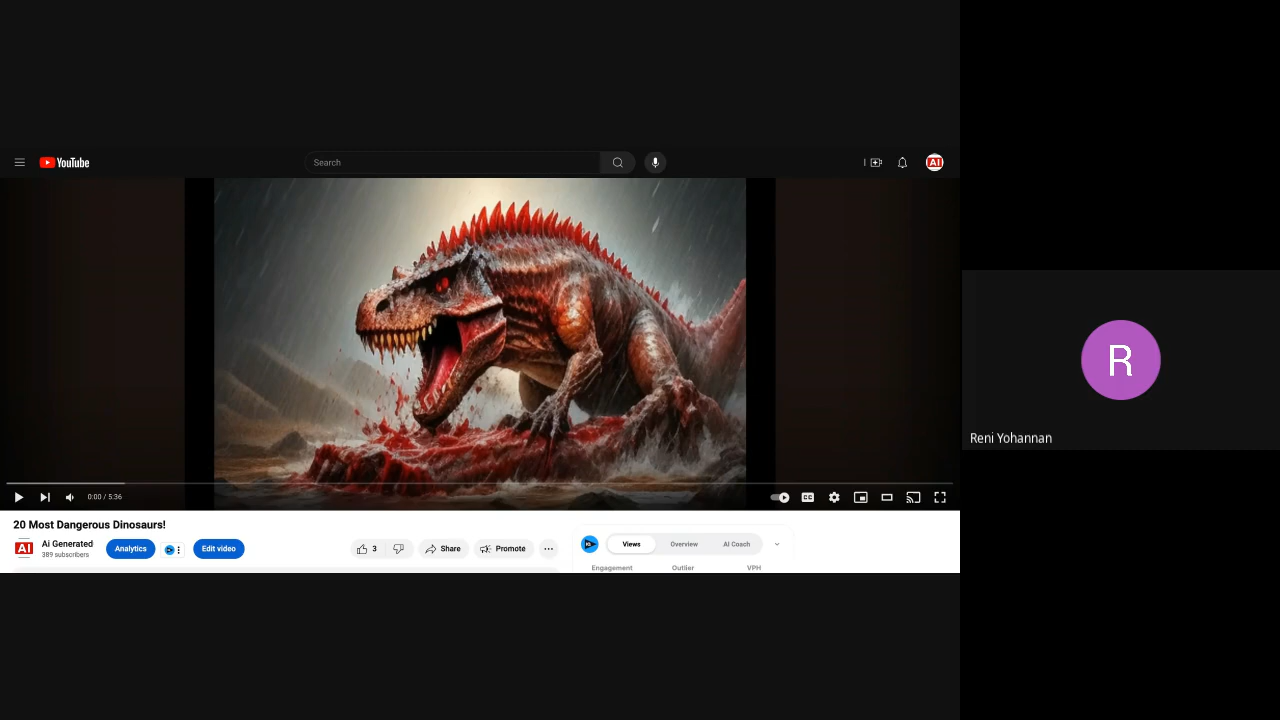 YouTube
Search
AI
0:00 / 5:36
CC
20 Most Dangerous Dinosaurs!
AI
Ai Generated
389 subscribers
Analytics
Edit video
3
Share
Promote
Views
Overview
AI Coach
Engagement
Outlier
VPH
R
Reni Yohannan